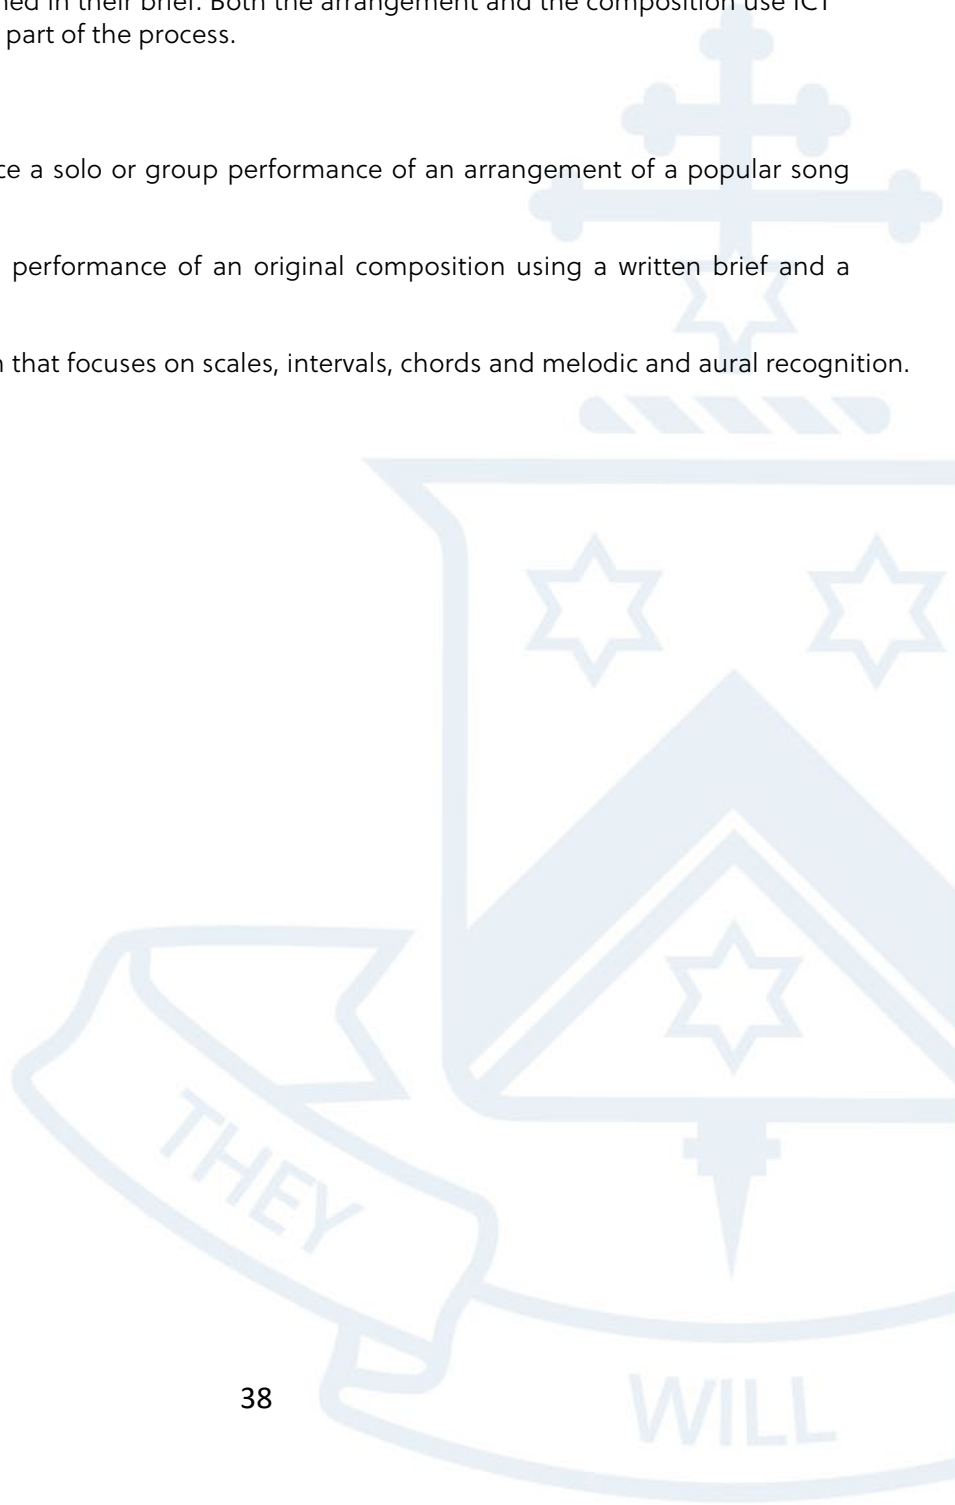 in their brief. Both the arrangement and the composition use ICT
part of the process.
a solo or group performance of an arrangement of a popular song
performance of an original composition using a written brief and a
that focuses on scales, intervals, chords and melodic and aural recognition.
THEY
38
WILL